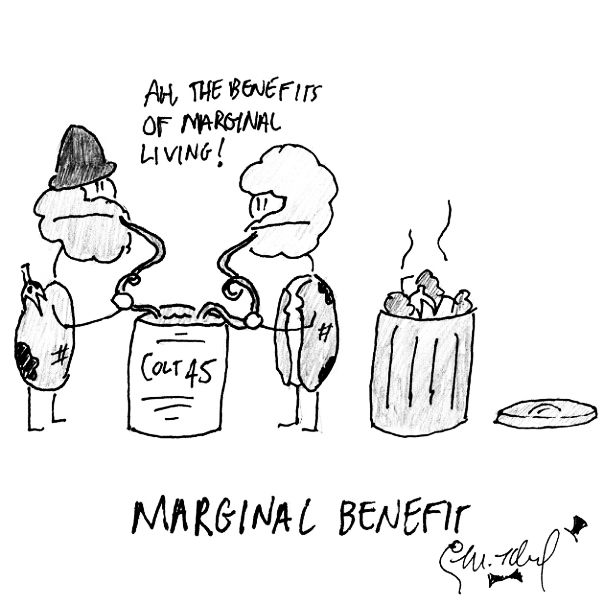 AH, THE BENEFITS
OF MARGINAL
LIVING!
COLT 45
MARGINAL BENEFIT